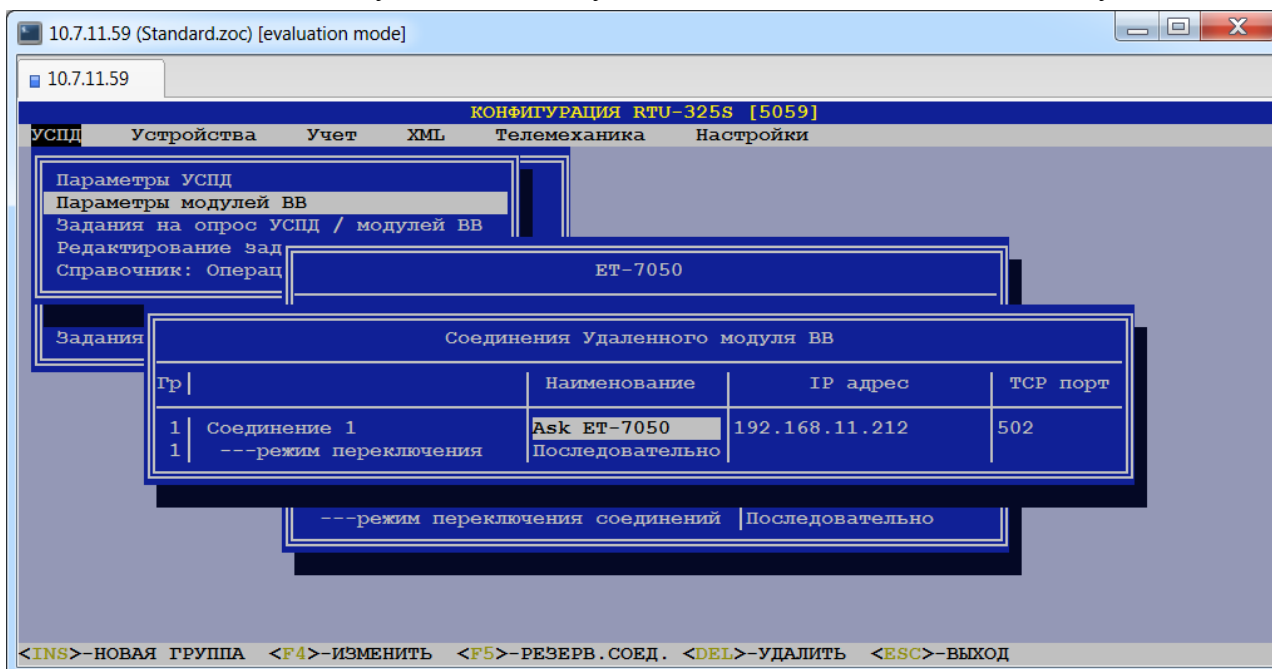 10.7.11.59 (Standard.zoc) [evaluation mode]
10.7.11.59
КОНФИГУРАЦИЯ RTU-325S [5059]
УСПД Устройства Учет XML Телемеханика Настройки
Параметры УСПД
Параметры модулей ВВ
Задания на опрос УСПД / модулей ВВ
Редактирование зад
Справочник: Операц
ET-7050
Задания
Соединения Удаленного модуля ВВ
Гр| Наименование IP адрес TCP порт
1| Соединение 1 Ask ET-7050 192.168.11.212 502
1| ---режим переключения Последовательно
---режим переключения соединений Последовательно
<INS>-НОВАЯ ГРУППА <F4>-ИЗМЕНИТЬ <F5>-РЕЗЕРВ.СОЕД. <DEL>-УДАЛИТЬ <ESC>-ВЫХОД